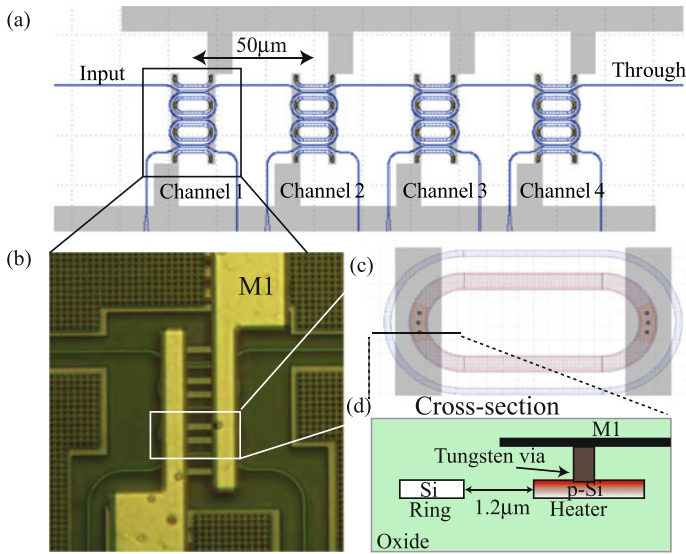 (a)
50μm
Input
Through
Channel 1
Channel 2
Channel 3
Channel 4
(b)
M1
(c)
(d)
Cross-section
M1
Tungsten via
Si
p-Si
Ring
1.2μm
Heater
Oxide